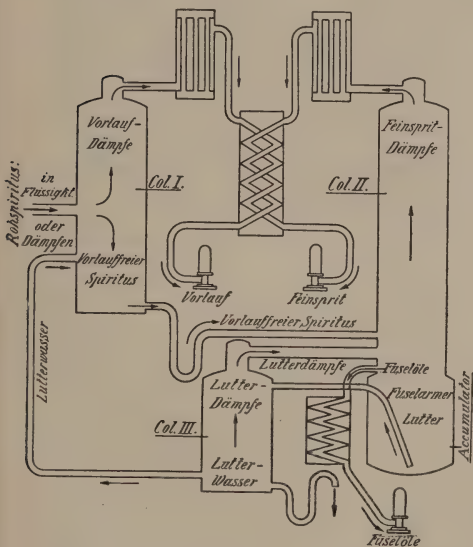 Vorlauf-
Dämpfe
Feinsprit-
Dämpfe
Rohspiritus:
in
Flüssigkt
oder
Dämpfen
Col. I.
Col. II.
Vorlauffreier
Spiritus
Vorlauf
Feinsprit
Vorlauffreier Spiritus
Lutterwasser
Lutterdämpfe
Fuselöle
Lutter-
Dämpfe
Fuselarmer
Lutter
Col. III.
Accumulator
Lutter-
Wasser
Fuselöle